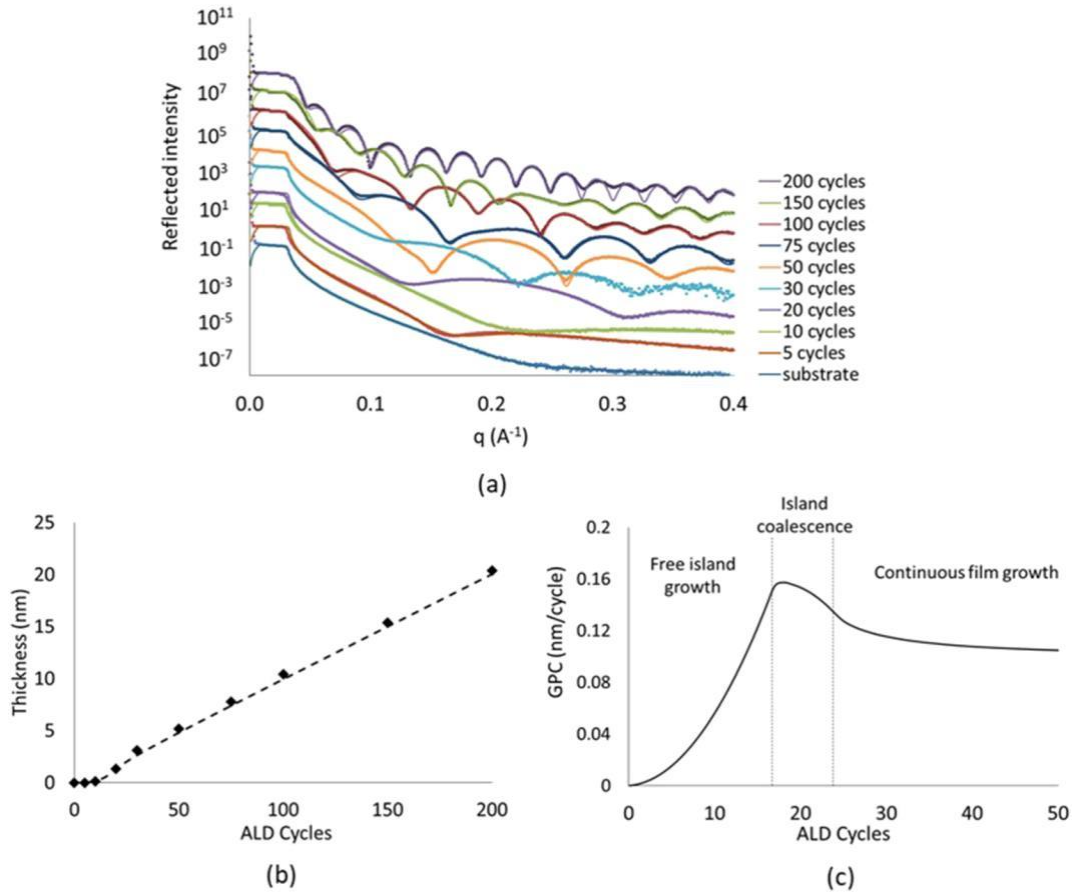 10¹¹
10⁹
10⁷
10⁵
10³
10¹
10⁻¹
10⁻³
10⁻⁵
10⁻⁷
Reflected intensity
200 cycles
150 cycles
100 cycles
75 cycles
50 cycles
30 cycles
20 cycles
10 cycles
5 cycles
substrate
0.0 0.1 0.2 0.3 0.4
q (A⁻¹)
(a)
25
20
15
10
5
0
Thickness (nm)
0 50 100 150 200
ALD Cycles
(b)
Island
coalescence
Free island
growth
Continuous film growth
0.2
0.16
0.12
0.08
0.04
0
GPC (nm/cycle)
0 10 20 30 40 50
ALD Cycles
(c)